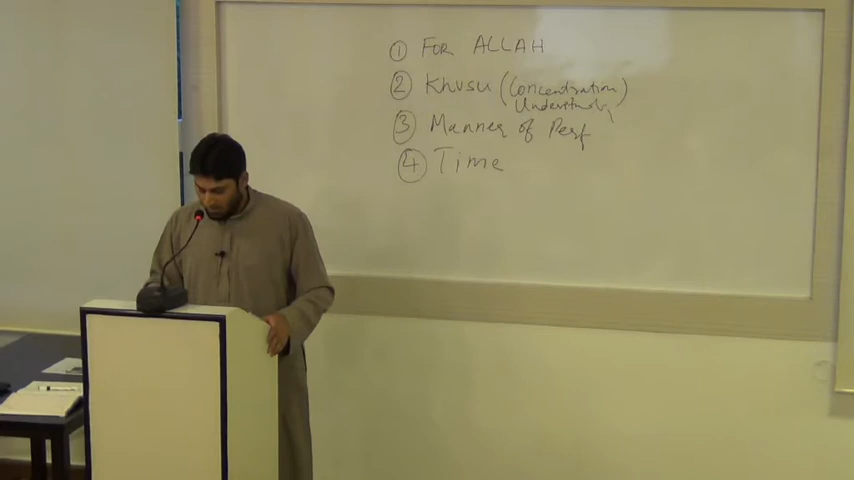 ① FOR ALLAH
② Khusu (Concentration
Understanding)
③ Manner of Perf
④ Time